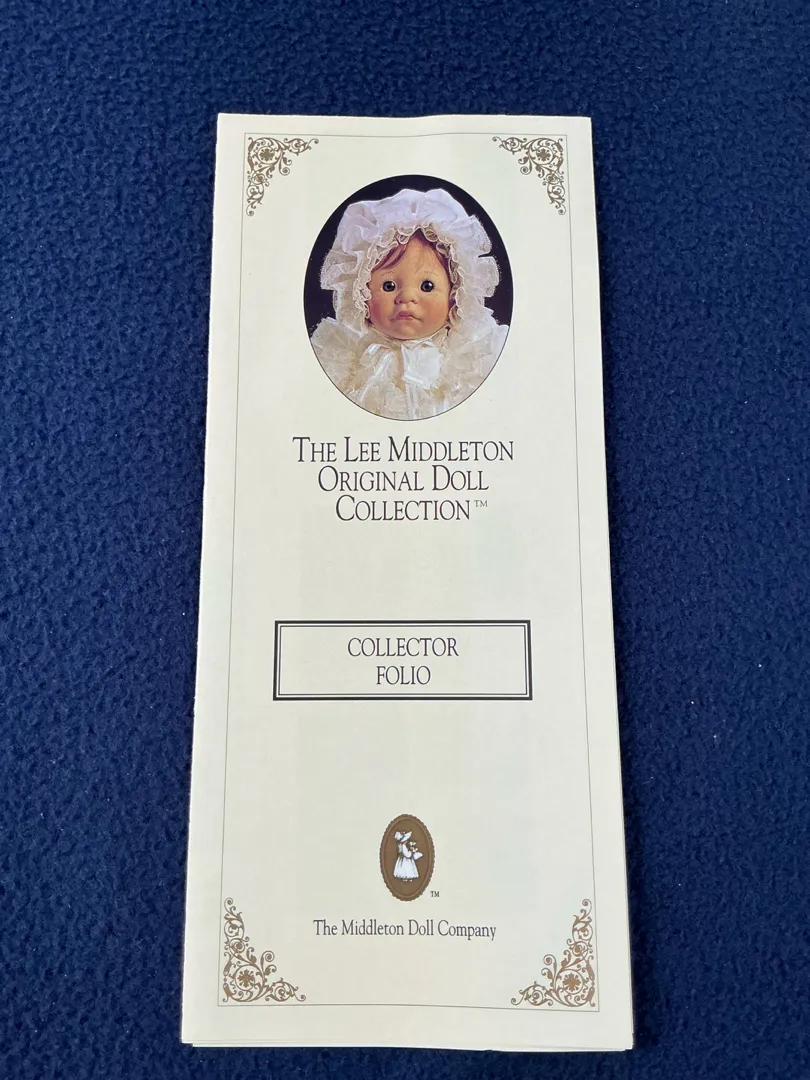 THE LEE MIDDLETON
ORIGINAL DOLL
COLLECTION™
COLLECTOR
FOLIO
TM
The Middleton Doll Company